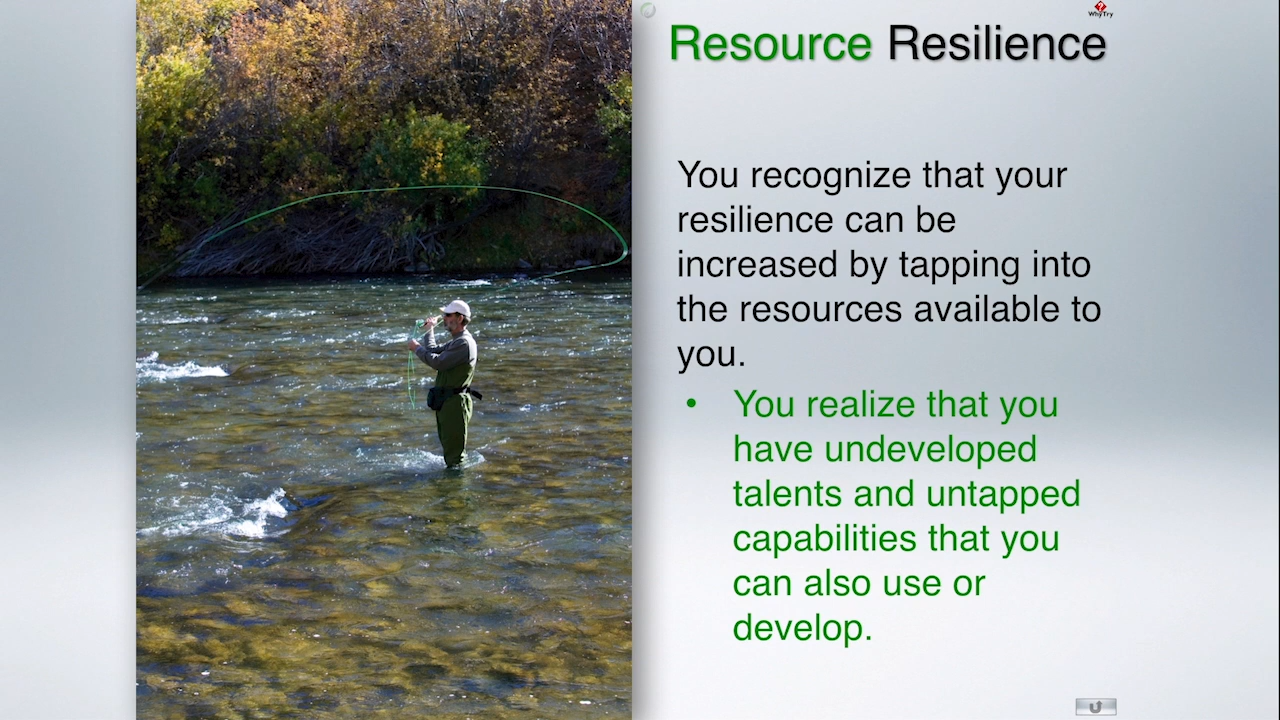 WhyTry
Resource Resilience
You recognize that your
resilience can be
increased by tapping into
the resources available to
you.
• You realize that you
have undeveloped
talents and untapped
capabilities that you
can also use or
develop.